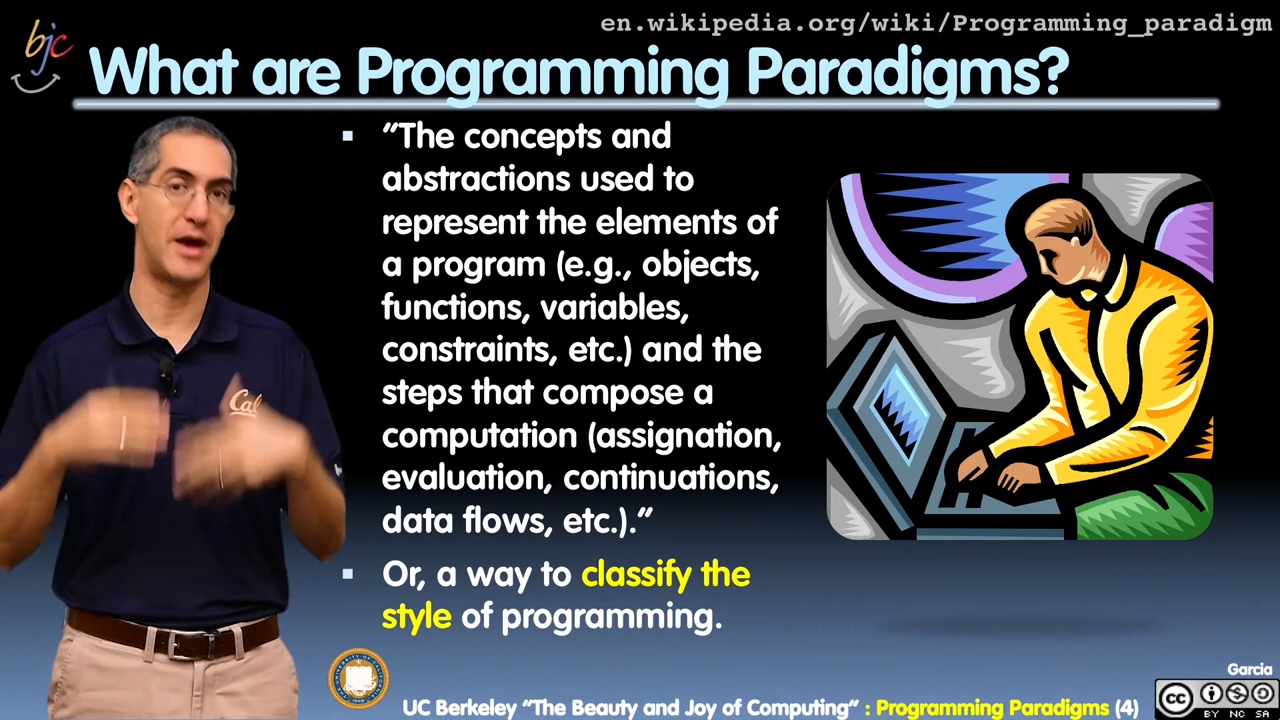 en.wikipedia.org/wiki/Programming_paradigm
bjc
What are Programming Paradigms?
▪ "The concepts and
abstractions used to
represent the elements of
a program (e.g., objects,
functions, variables,
constraints, etc.) and the
steps that compose a
computation (assignation,
evaluation, continuations,
data flows, etc.)."
▪ Or, a way to classify the
style of programming.
Cal
Garcia
UC Berkeley "The Beauty and Joy of Computing" : Programming Paradigms (4)
cc
BY NC SA